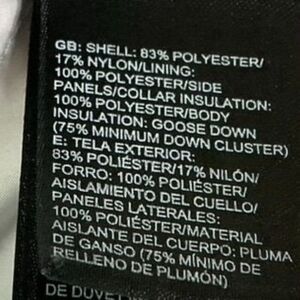 GB: SHELL: 83% POLYESTER/
17% NYLON/LINING:
100% POLYESTER/SIDE
PANELS/COLLAR INSULATION:
100% POLYESTER/BODY
INSULATION: GOOSE DOWN
(75% MINIMUM DOWN CLUSTER)
E: TELA EXTERIOR:
83% POLIÉSTER/17% NILÓN/
FORRO: 100% POLIÉSTER/
AISLAMIENTO DEL CUELLO/
PANELES LATERALES:
100% POLIÉSTER/MATERIAL
AISLANTE DEL CUERPO: PLUMA
DE GANSO (75% MÍNIMO DE
RELLENO DE PLUMÓN)
DE DUVET